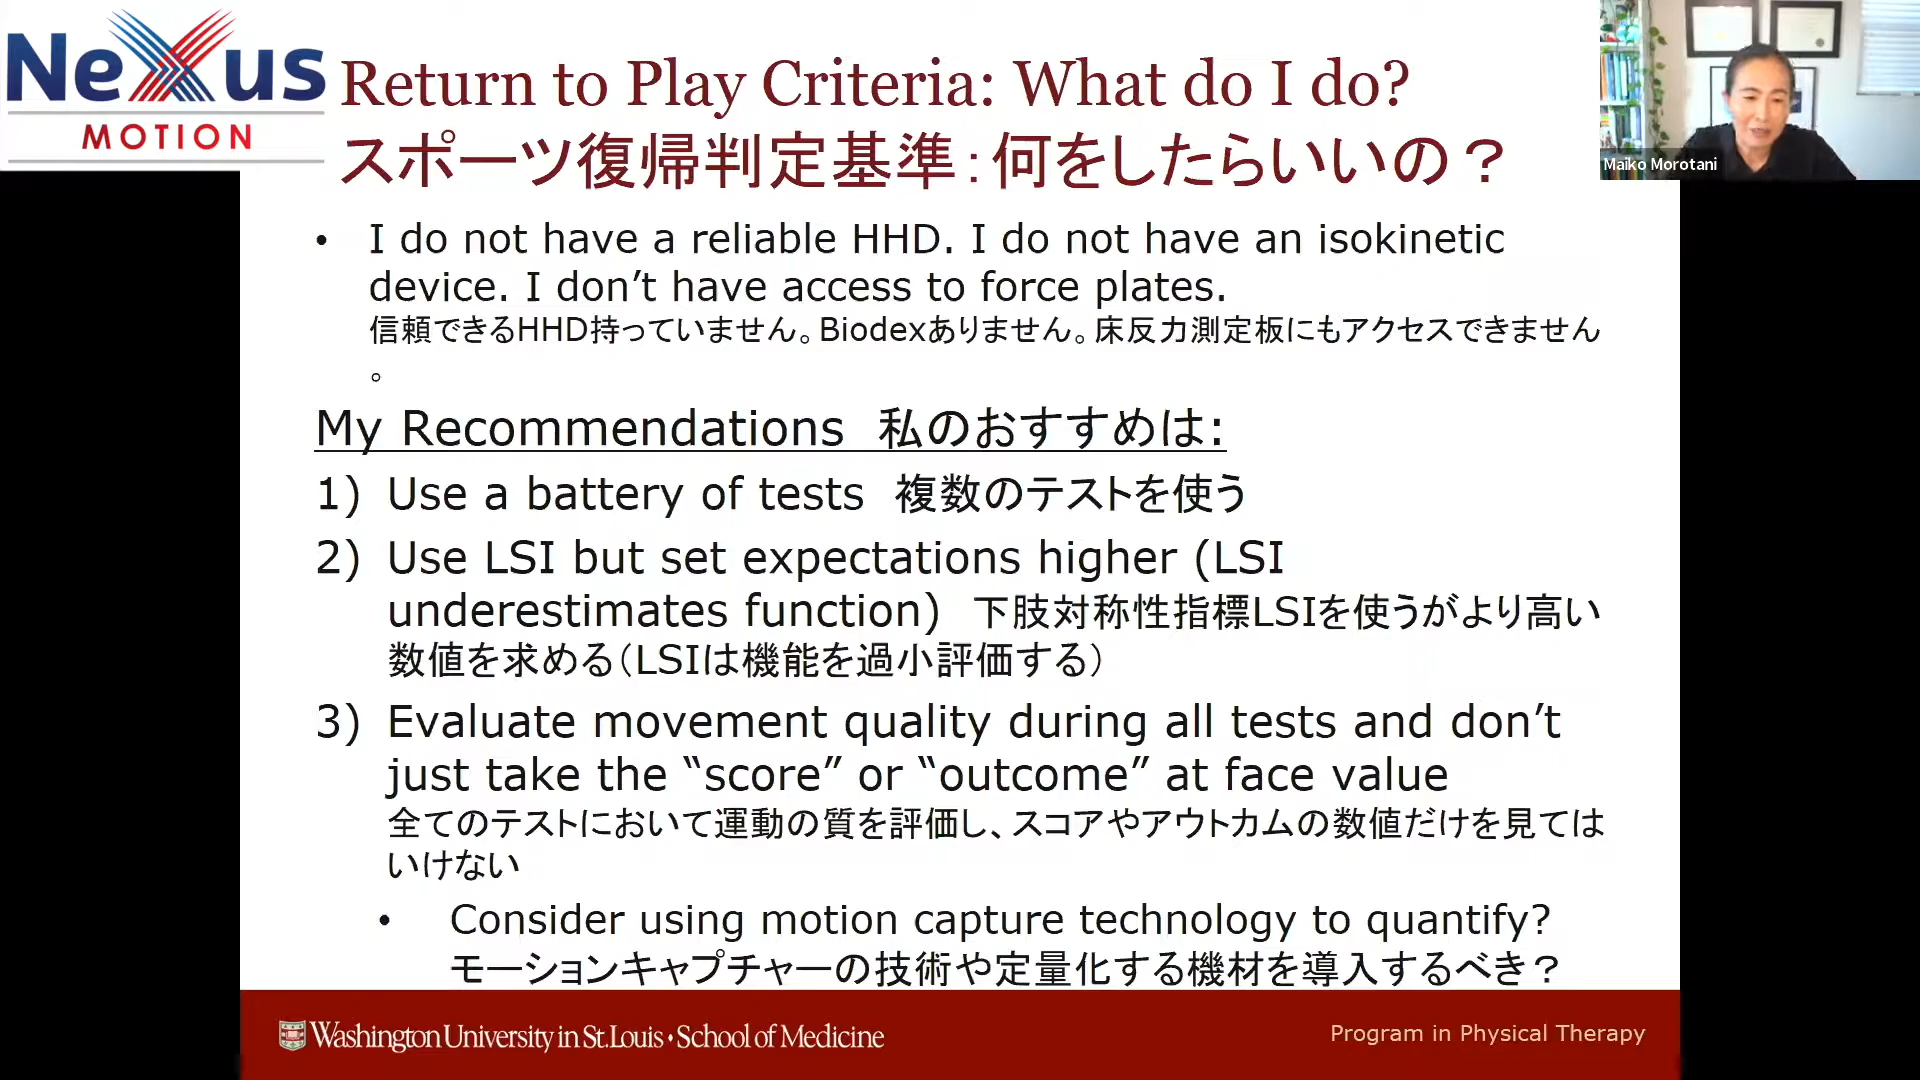 NeXus
MOTION
Return to Play Criteria: What do I do?
スポーツ復帰判定基準：何をしたらいいの？
Maiko Morotani
• I do not have a reliable HHD. I do not have an isokinetic
device. I don’t have access to force plates.
信頼できるHHD持っていません。Biodexありません。床反力測定板にもアクセスできません
。
My Recommendations 私のおすすめは:
1) Use a battery of tests 複数のテストを使う
2) Use LSI but set expectations higher (LSI
underestimates function) 下肢対称性指標LSIを使うがより高い
数値を求める（LSIは機能を過小評価する）
3) Evaluate movement quality during all tests and don’t
just take the “score” or “outcome” at face value
全てのテストにおいて運動の質を評価し、スコアやアウトカムの数値だけを見ては
いけない
• Consider using motion capture technology to quantify?
モーションキャプチャーの技術や定量化する機材を導入するべき？
Washington University in St. Louis • School of Medicine
Program in Physical Therapy